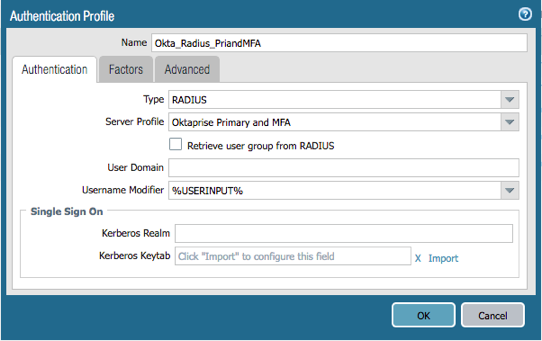 Authentication Profile
Name Okta_Radius_PriandMFA
Authentication Factors Advanced
Type RADIUS
Server Profile Oktaprise Primary and MFA
Retrieve user group from RADIUS
User Domain
Username Modifier %USERINPUT%
Single Sign On
Kerberos Realm
Kerberos Keytab Click "Import" to configure this field X Import
OK Cancel